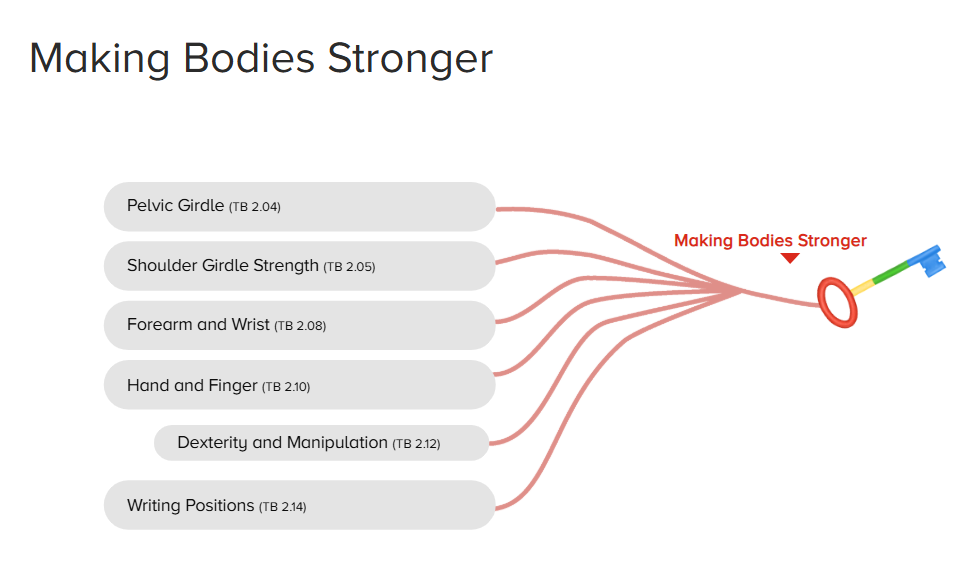 Making Bodies Stronger
Pelvic Girdle (TB 2.04)
Shoulder Girdle Strength (TB 2.05)
Forearm and Wrist (TB 2.08)
Hand and Finger (TB 2.10)
Dexterity and Manipulation (TB 2.12)
Writing Positions (TB 2.14)
Making Bodies Stronger